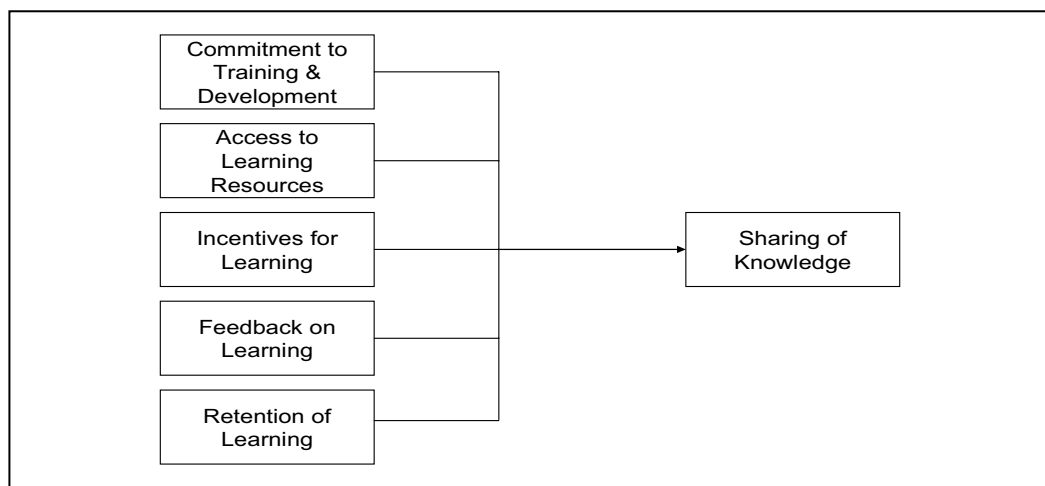 Commitment to
Training &
Development
Access to
Learning
Resources
Incentives for
Learning
Feedback on
Learning
Retention of
Learning
Sharing of
Knowledge